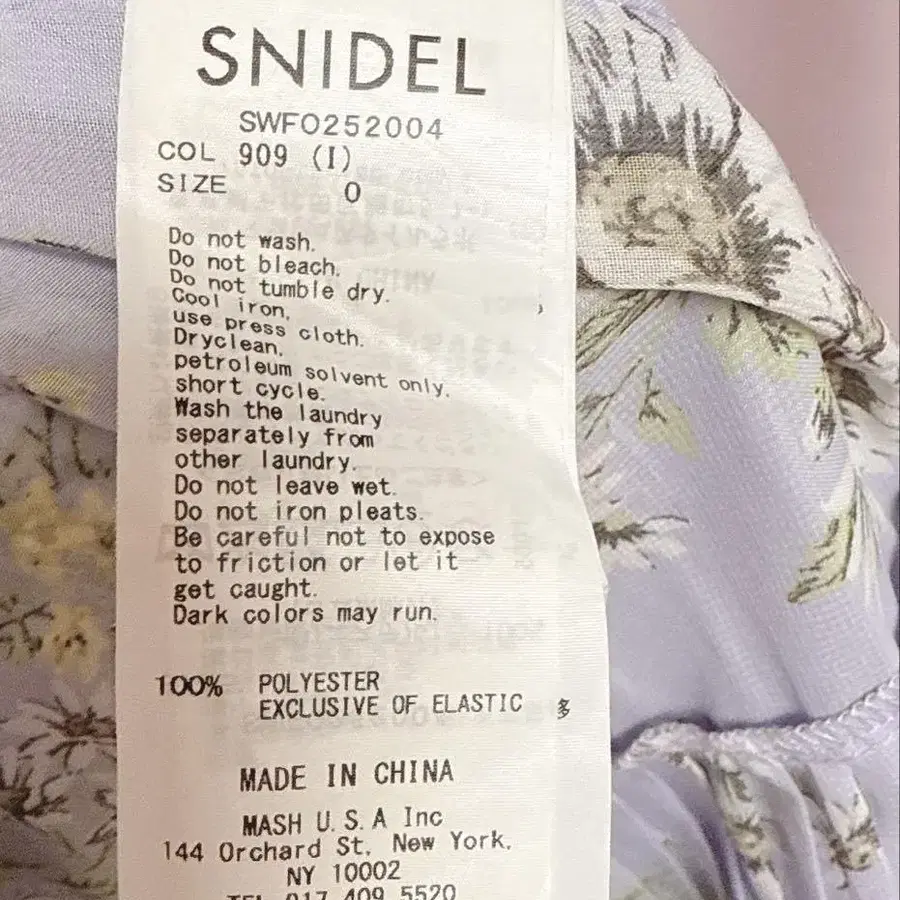 SNIDEL
SWFO252004
COL 909 (I)
SIZE 0
Do not wash.
Do not bleach.
Do not tumble dry.
Cool iron,
use press cloth.
Dryclean,
petroleum solvent only,
short cycle.
Wash the laundry
separately from
other laundry.
Do not leave wet.
Do not iron pleats.
Be careful not to expose
to friction or let it
get caught.
Dark colors may run.
100% POLYESTER
EXCLUSIVE OF ELASTIC 多
MADE IN CHINA
MASH U.S.A Inc
144 Orchard St, New York,
NY 10002
TEL 917 409 5520